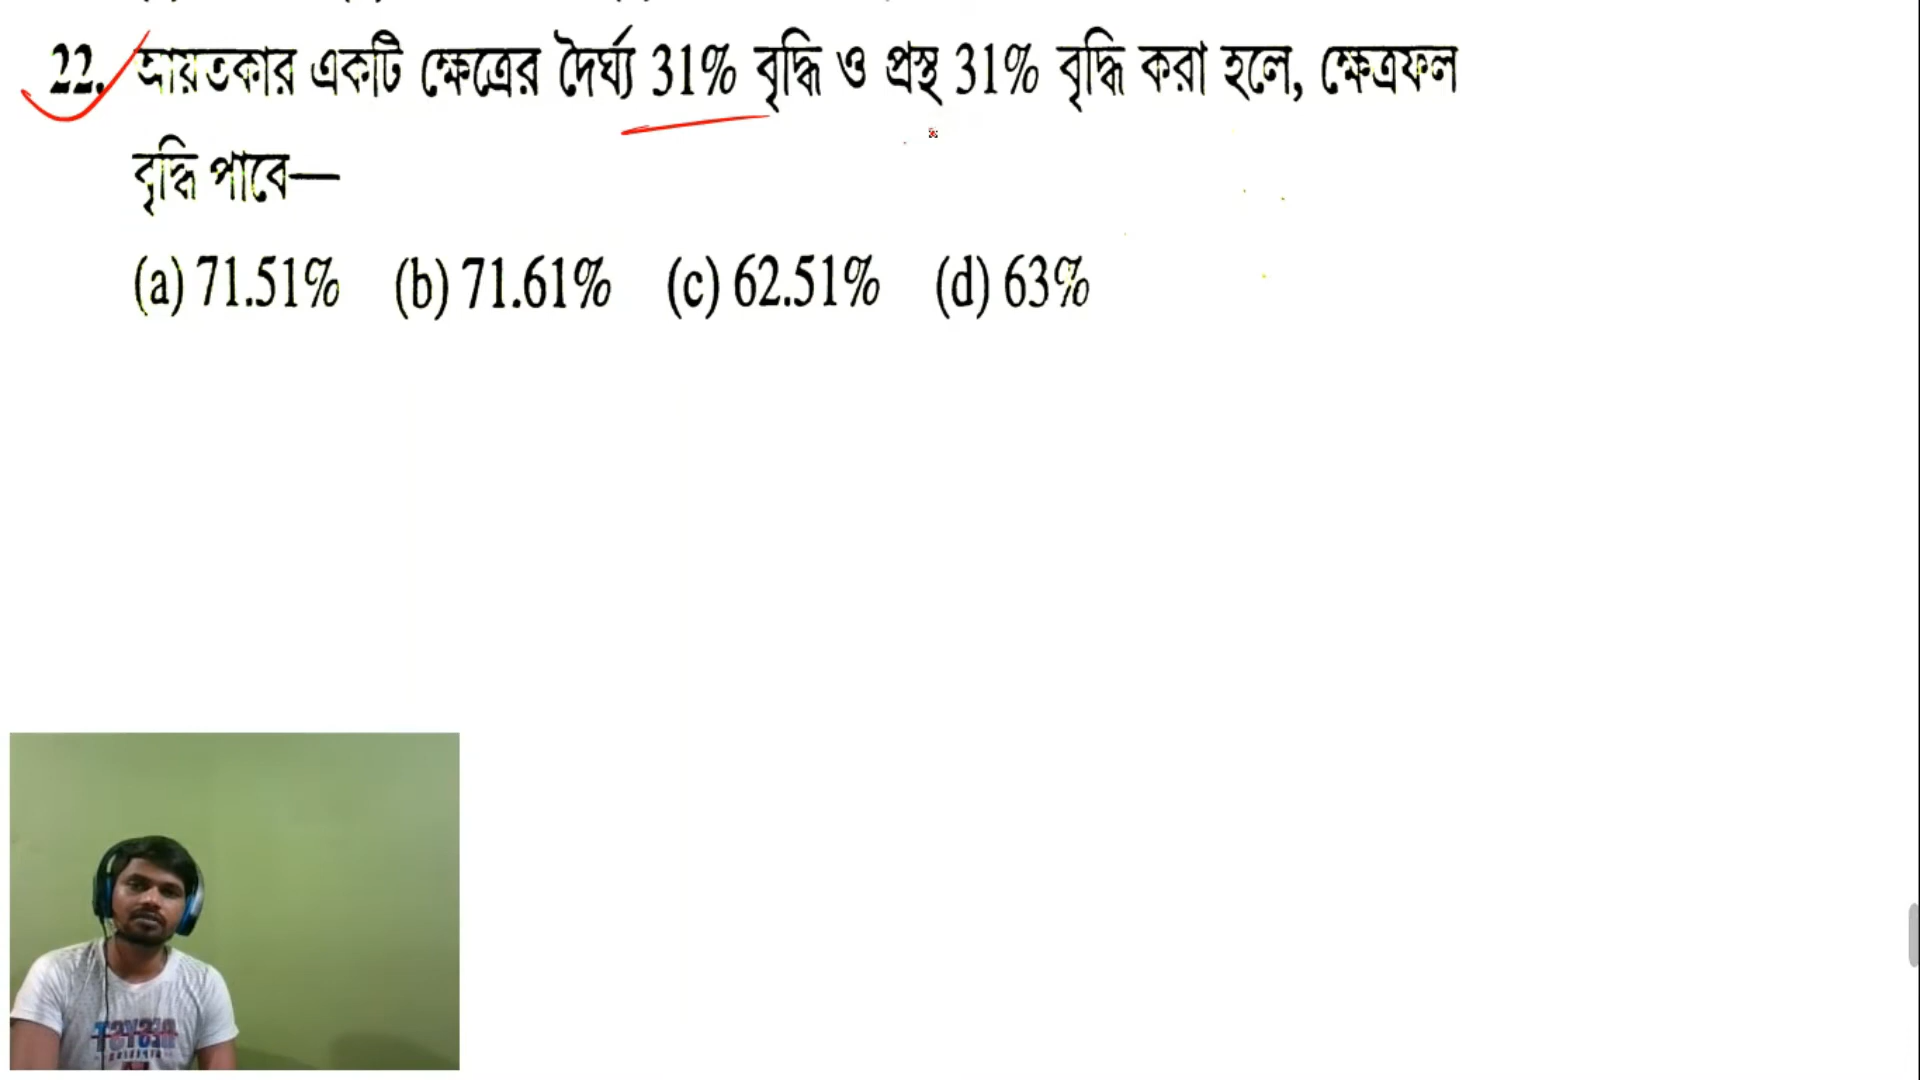 22. আয়তকার একটি ক্ষেত্রের দৈর্ঘ্য 31% বৃদ্ধি ও প্রস্থ 31% বৃদ্ধি করা হলে, ক্ষেত্রফল
বৃদ্ধি পাবে—
(a) 71.51% (b) 71.61% (c) 62.51% (d) 63%